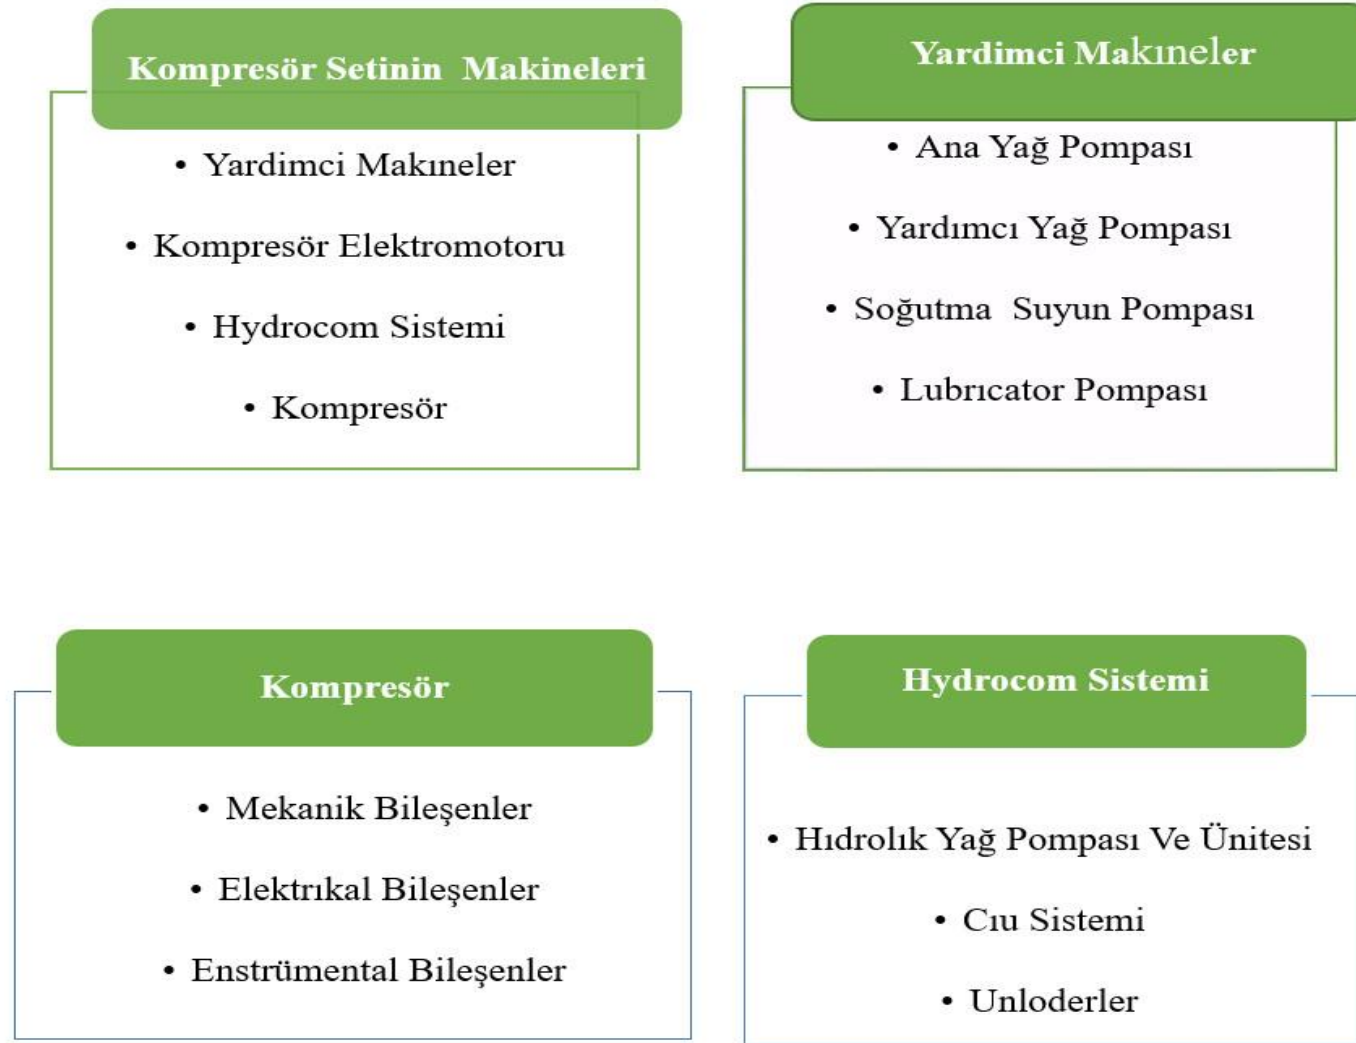 Kompresör Setinin Makineleri
• Yardimci Makıneler
• Kompresör Elektromotoru
• Hydrocom Sistemi
• Kompresör
Yardimci Makıneler
• Ana Yağ Pompası
• Yardımcı Yağ Pompası
• Soğutma Suyun Pompası
• Lubrıcator Pompası
Kompresör
• Mekanik Bileşenler
• Elektrıkal Bileşenler
• Enstrümental Bileşenler
Hydrocom Sistemi
• Hıdrolık Yağ Pompası Ve Ünitesi
• Cıu Sistemi
• Unloderler